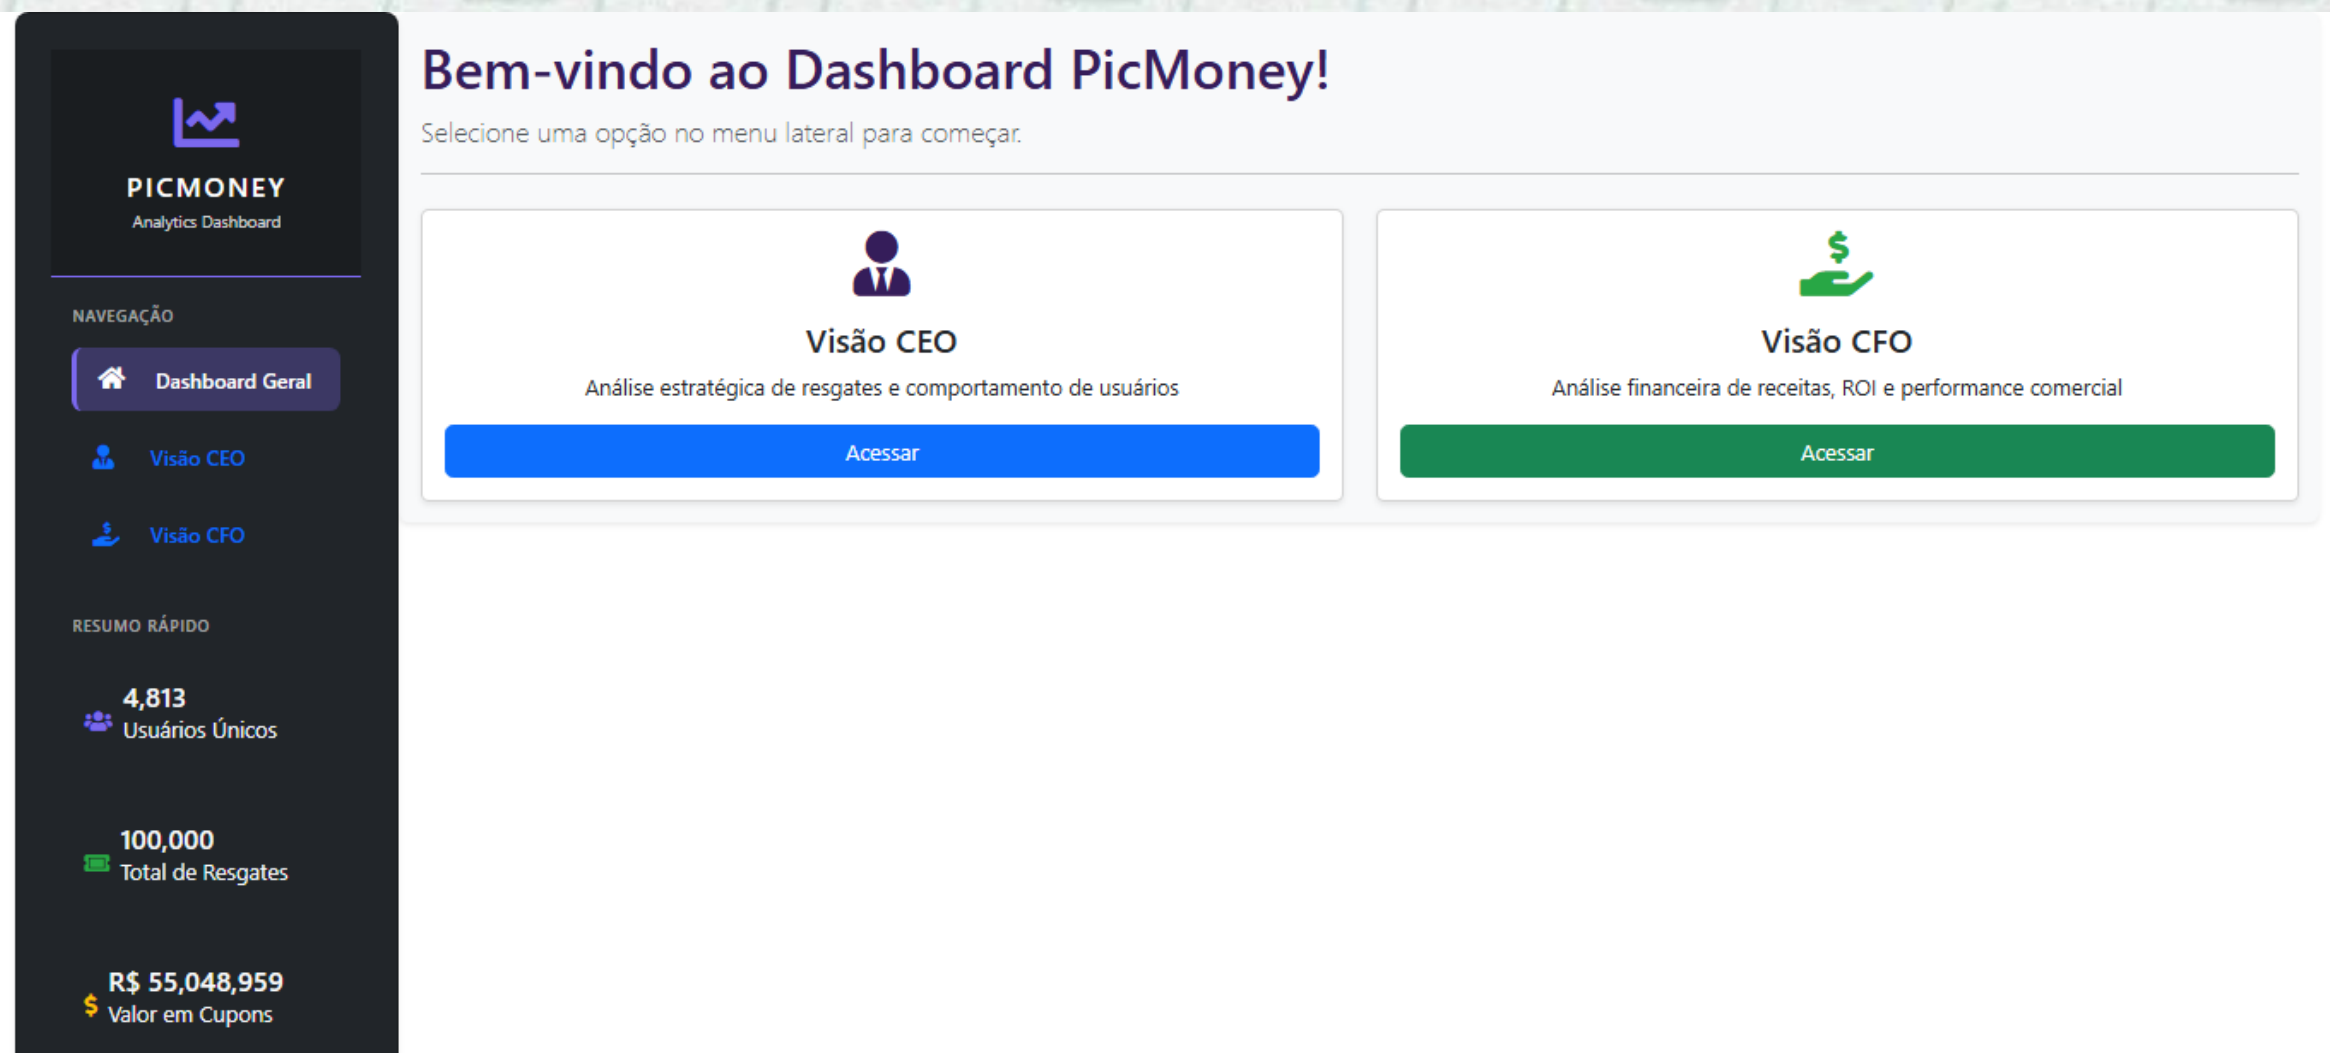 PICMONEY
Analytics Dashboard
NAVEGAÇÃO
Dashboard Geral
Visão CEO
Visão CFO
RESUMO RÁPIDO
4,813
Usuários Únicos
100,000
Total de Resgates
R$ 55,048,959
Valor em Cupons
Bem-vindo ao Dashboard PicMoney!
Selecione uma opção no menu lateral para começar.
Visão CEO
Análise estratégica de resgates e comportamento de usuários
Acessar
Visão CFO
Análise financeira de receitas, ROI e performance comercial
Acessar